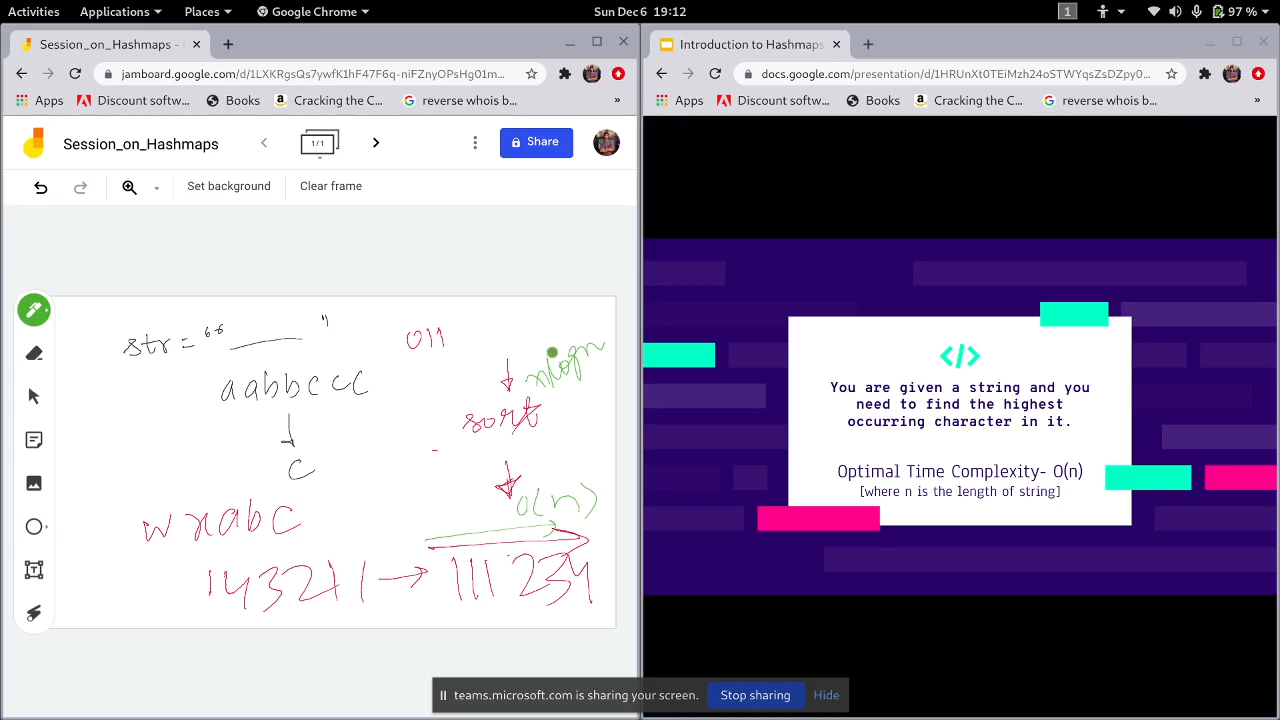 Activities Applications Places Google Chrome Sun Dec 6 19:12 1 97 %
Session_on_Hashmaps - G
jamboard.google.com/d/1LXKRgsQs7ywfK1hF47F6q-niFZnyOPsHg01m...
Apps Discount softw... Books Cracking the C... reverse whois b... »
Session_on_Hashmaps 1/1 Share
Set background Clear frame
str = " "
aabbccc
c
wxabc
143211 → 111234
011
sort
nlogn
O(n)
Introduction to Hashmaps
docs.google.com/presentation/d/1HRUnXt0TEiMzh24oSTWYqsZsDZpy0...
Apps Discount softw... Books Cracking the C... reverse whois b... »
</>
You are given a string and you
need to find the highest
occurring character in it.
Optimal Time Complexity- O(n)
[where n is the length of string]
teams.microsoft.com is sharing your screen. Stop sharing Hide